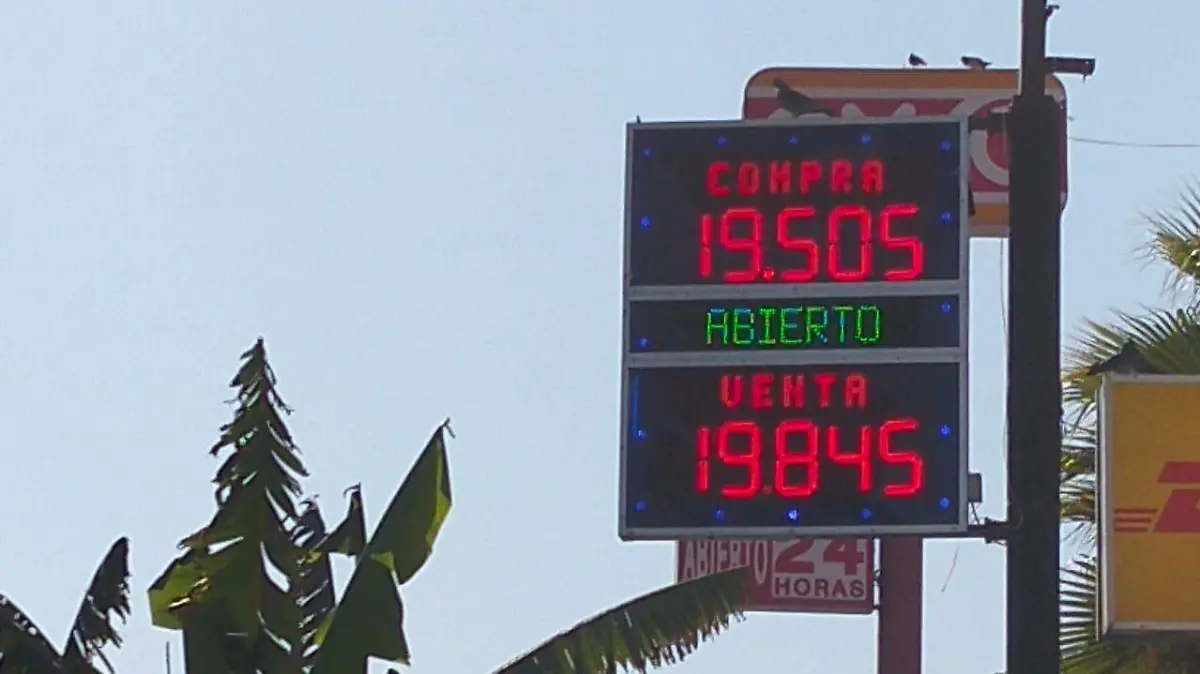 COMPRA
19.505
ABIERTO
VENTA
19.845
ABIERTO 24
HORAS